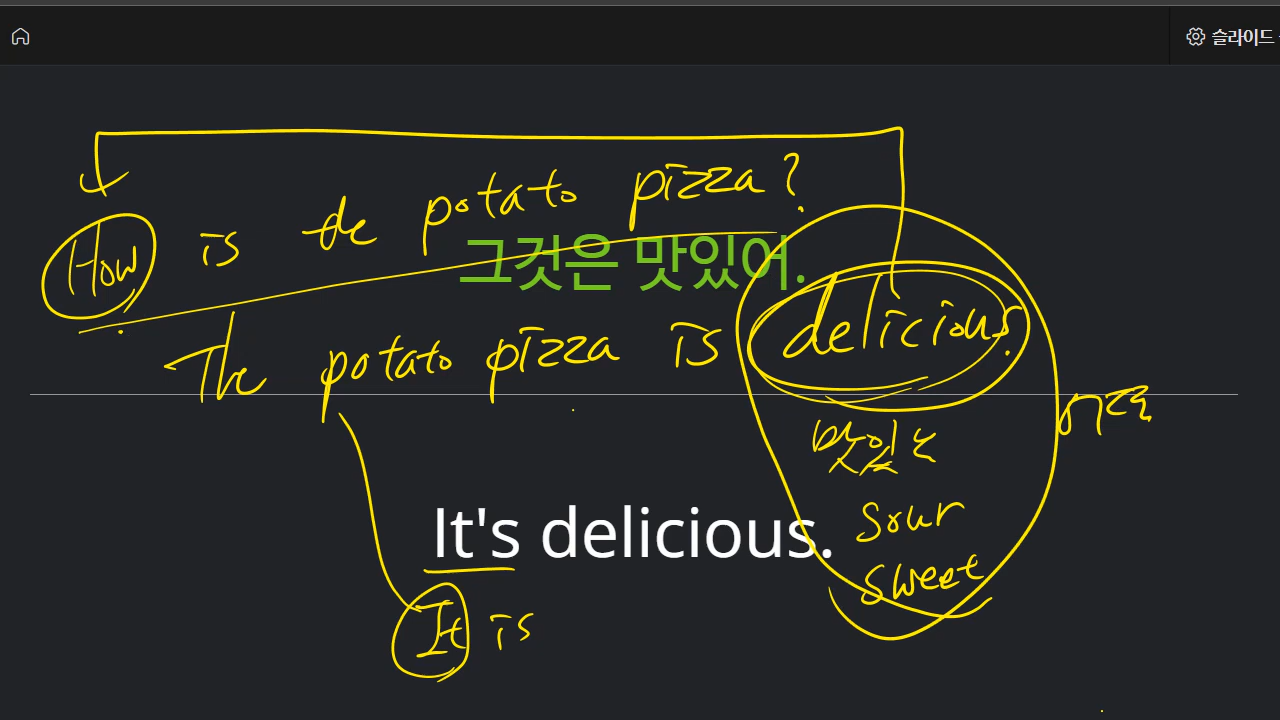 슬라이드
How is the potato pizza?
그것은 맛있어.
The potato pizza is delicious.
맛있는
sour
It's delicious.
sweet
It is